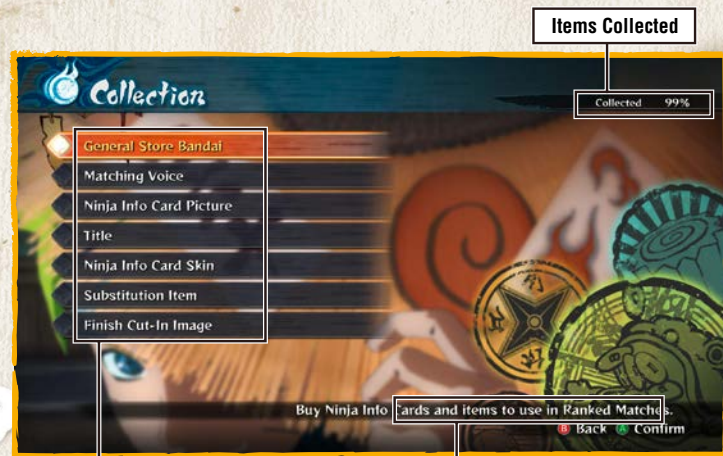 Items Collected
Collection
Collected 99%
General Store Bandai
Matching Voice
Ninja Info Card Picture
Title
Ninja Info Card Skin
Substitution Item
Finish Cut-In Image
Buy Ninja Info Cards and items to use in Ranked Matches.
B Back A Confirm